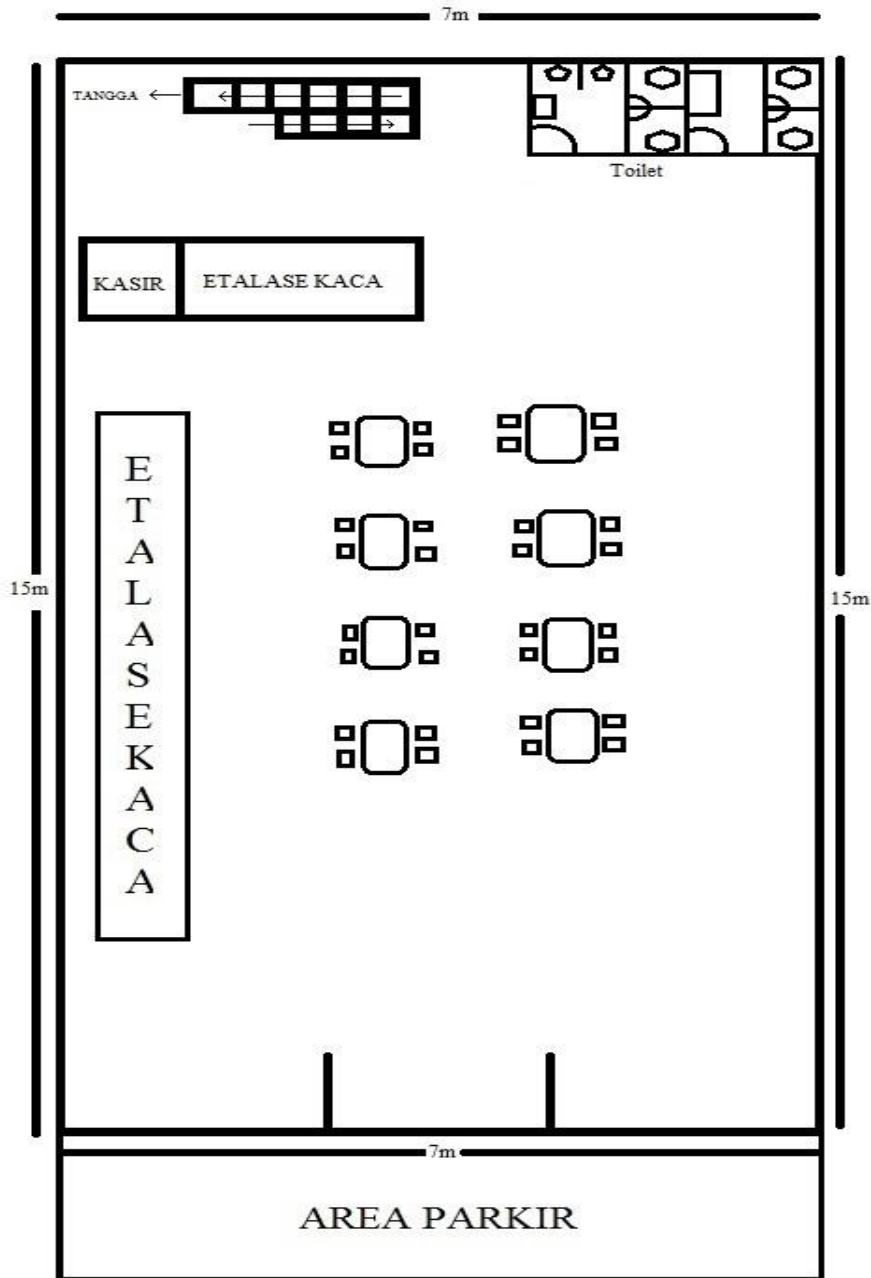 7m
TANGGA
Toilet
KASIR
ETALASE KACA
E
T
A
L
A
S
E
K
A
C
A
15m
15m
7m
AREA PARKIR